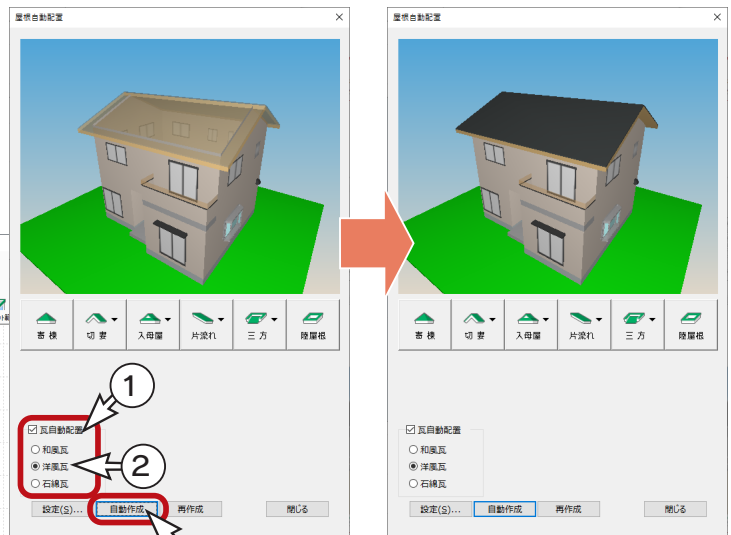 屋根自動配置
寄棟
切妻
入母屋
片流れ
三方
陸屋根
1
瓦自動配置
和風瓦
2
洋風瓦
石綿瓦
設定(S)...
自動作成
再作成
閉じる
屋根自動配置
寄棟
切妻
入母屋
片流れ
三方
陸屋根
瓦自動配置
和風瓦
洋風瓦
石綿瓦
設定(S)...
自動作成
再作成
閉じる